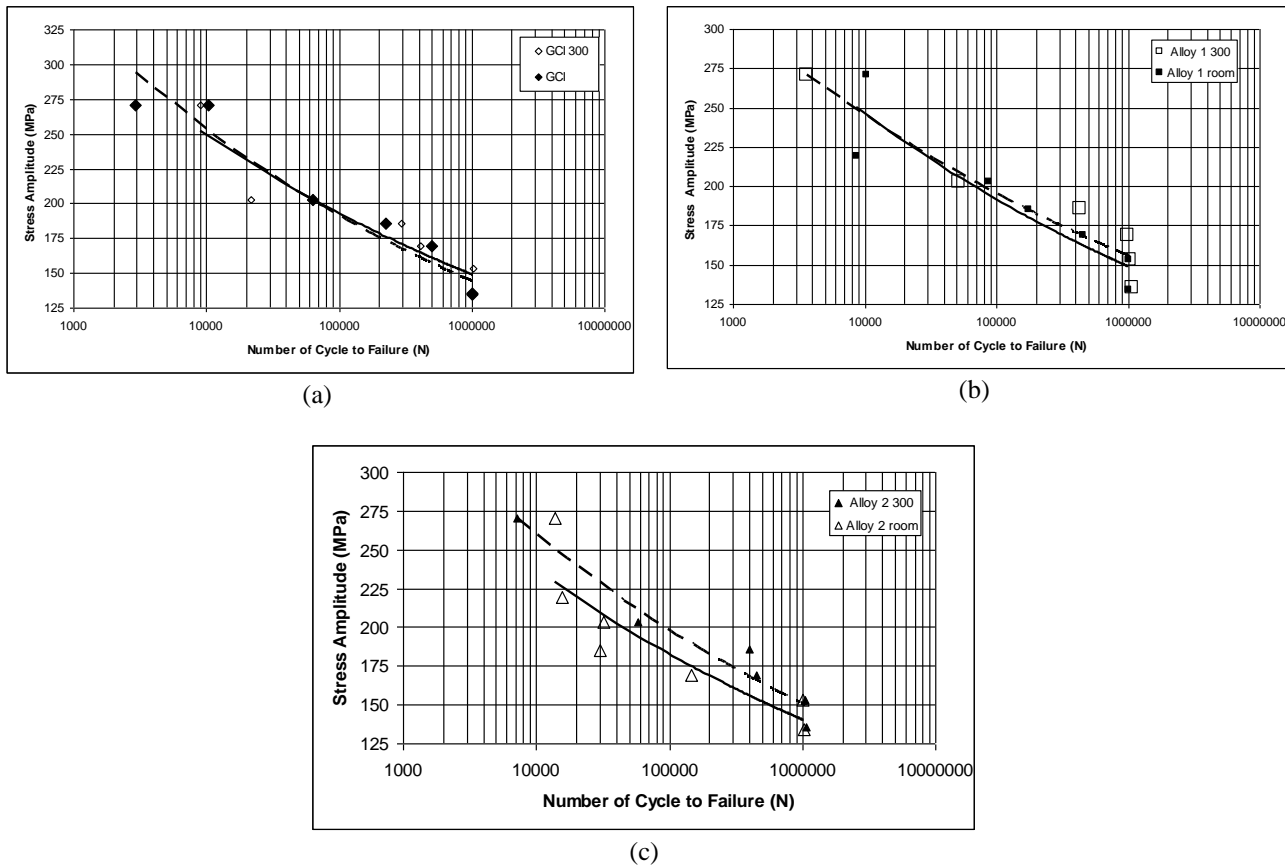 325
300
275
250
225
200
175
150
125
Stress Amplitude (MPa)
1000 10000 100000 1000000 10000000
Number of Cycle to Failure (N)
GCI 300
GCI
(a)
300
275
250
225
200
175
150
125
Stress Amplitude (MPa)
1000 10000 100000 1000000 10000000
Number of Cycle to Failure (N)
Alloy 1 300
Alloy 1 room
(b)
300
275
250
225
200
175
150
125
Stress Amplitude (MPa)
1000 10000 100000 1000000 10000000
Number of Cycle to Failure (N)
Alloy 2 300
Alloy 2 room
(c)